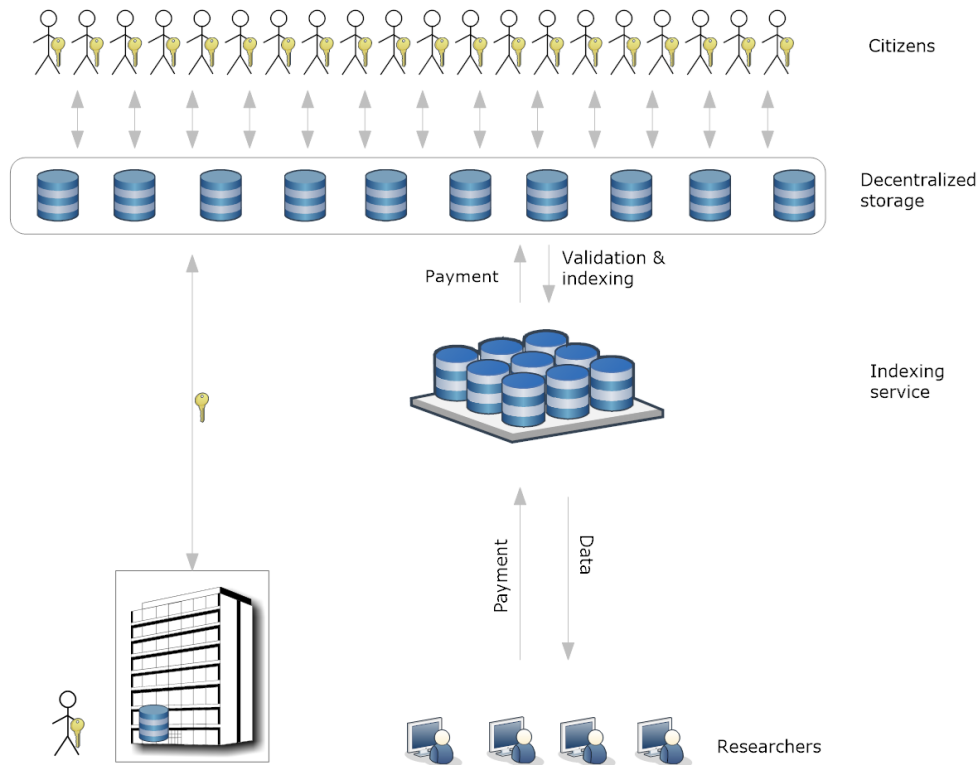 Citizens
Decentralized
storage
Payment
Validation &
indexing
Indexing
service
Payment
Data
Researchers